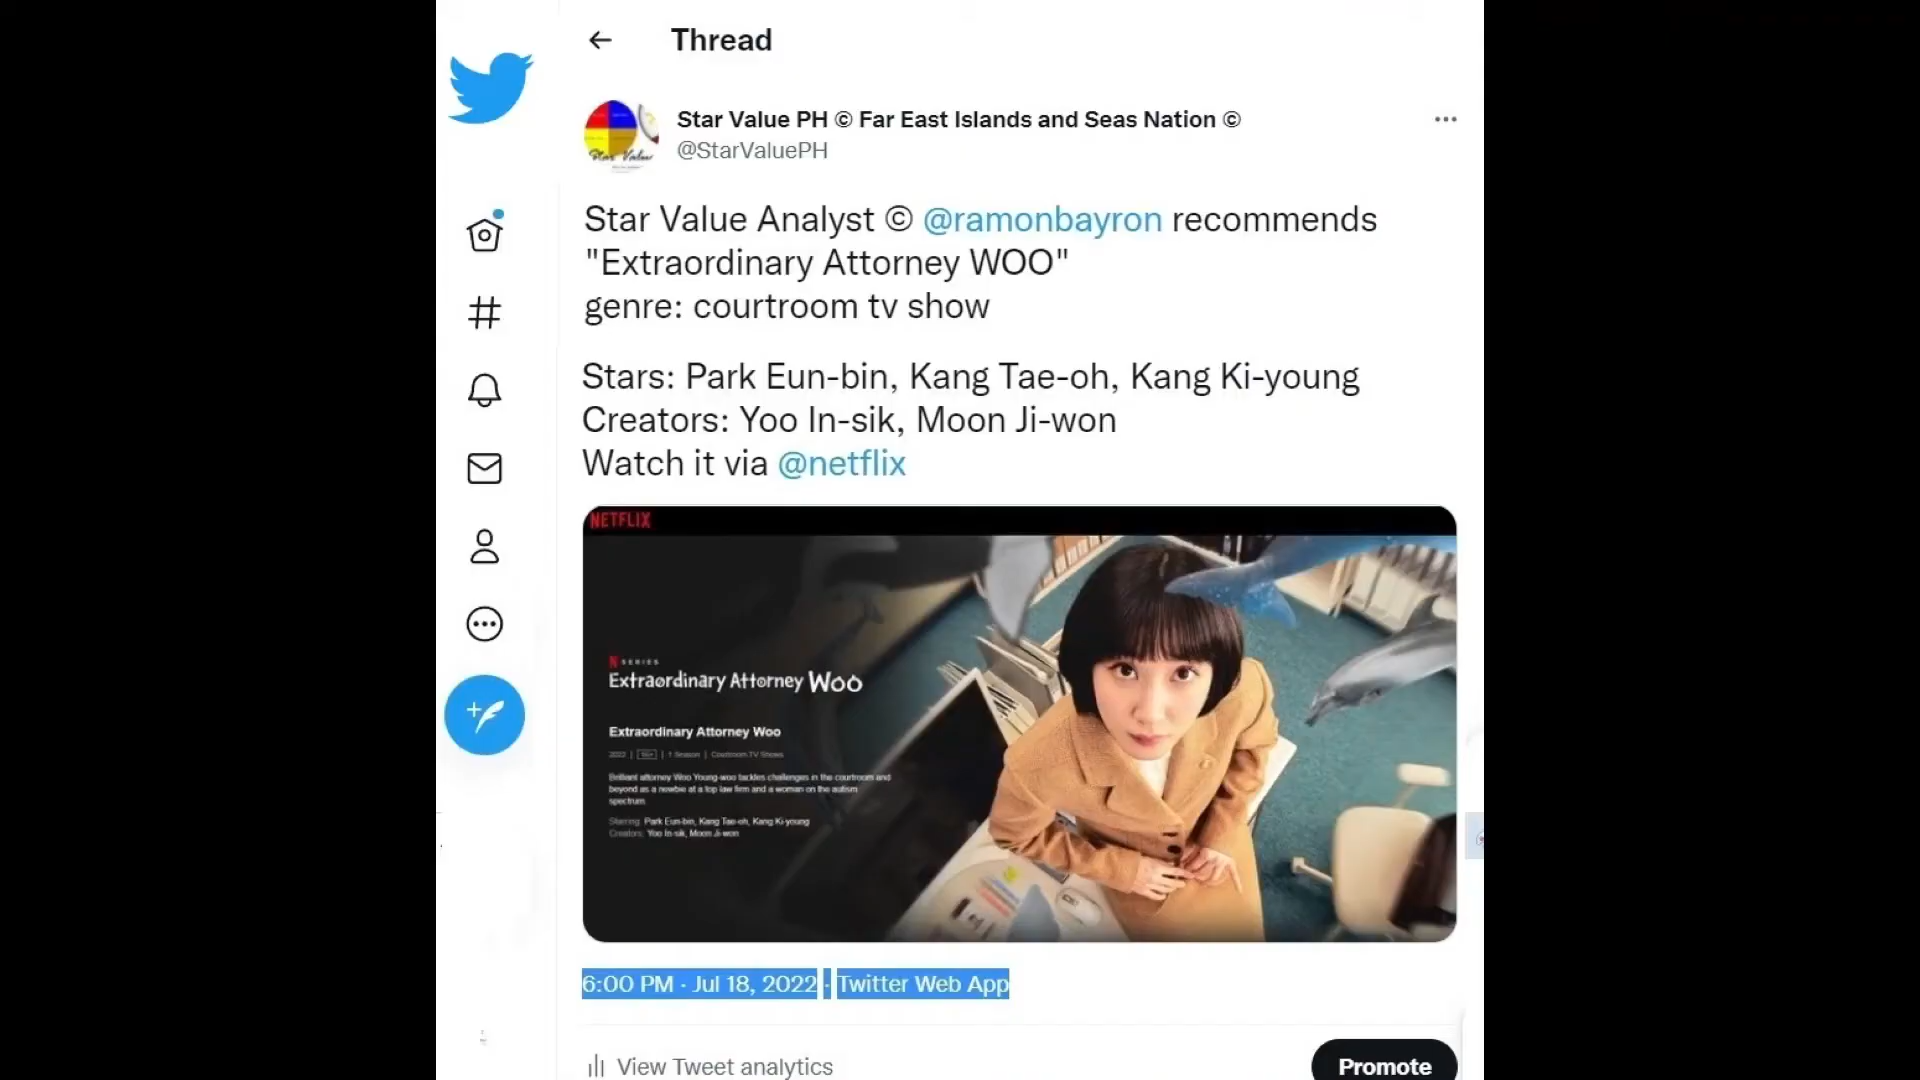 Thread
Star Value PH © Far East Islands and Seas Nation ©
@StarValuePH
Star Value Analyst © @ramonbayron recommends
"Extraordinary Attorney WOO"
genre: courtroom tv show
Stars: Park Eun-bin, Kang Tae-oh, Kang Ki-young
Creators: Yoo In-sik, Moon Ji-won
Watch it via @netflix
NETFLIX
N SERIES
Extraordinary Attorney Woo
Extraordinary Attorney Woo
2022 | | 1 Season | Courtroom TV Shows
Brilliant attorney Woo Young-woo tackles challenges in the courtroom and
beyond as a newbie at a top law firm and a woman on the autism
spectrum.
Starring: Park Eun-bin, Kang Tae-oh, Kang Ki-young
Creators: Yoo In-sik, Moon Ji-won
6:00 PM · Jul 18, 2022 · Twitter Web App
View Tweet analytics
Promote